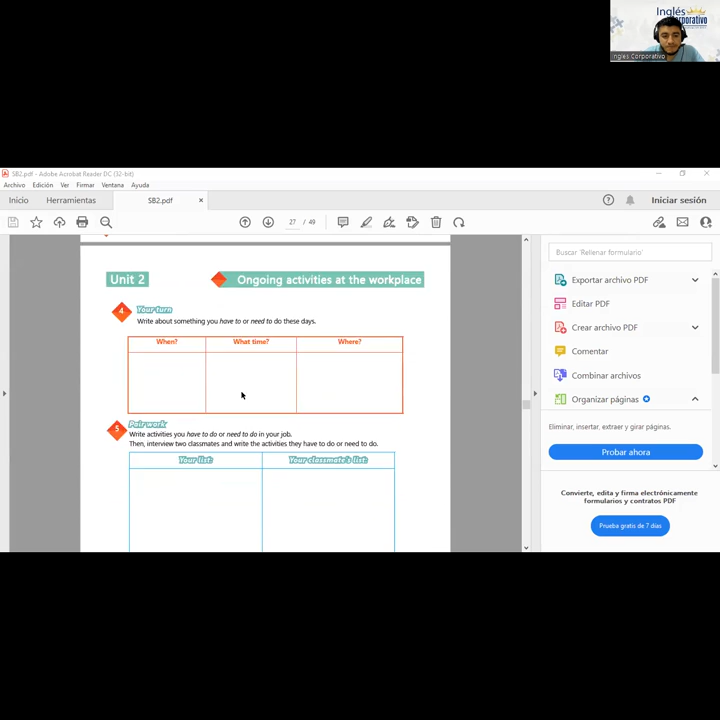 Inglés
Corporativo
Inglés Corporativo
SB2.pdf - Adobe Acrobat Reader DC (32-bit)
Archivo Edición Ver Firmar Ventana Ayuda
Inicio Herramientas SB2.pdf × Iniciar sesión
27 / 49
Buscar 'Rellenar formulario'
Exportar archivo PDF
Editar PDF
Crear archivo PDF
Comentar
Combinar archivos
Organizar páginas
Eliminar, insertar, extraer y girar páginas.
Probar ahora
Convierte, edita y firma electrónicamente
formularios y contratos PDF
Prueba gratis de 7 días
Unit 2 Ongoing activities at the workplace
4 Your turn
Write about something you have to or need to do these days.
When? What time? Where?
5 Pair work
Write activities you have to do or need to do in your job.
Then, interview two classmates and write the activities they have to do or need to do.
Your list: Your classmate's list: